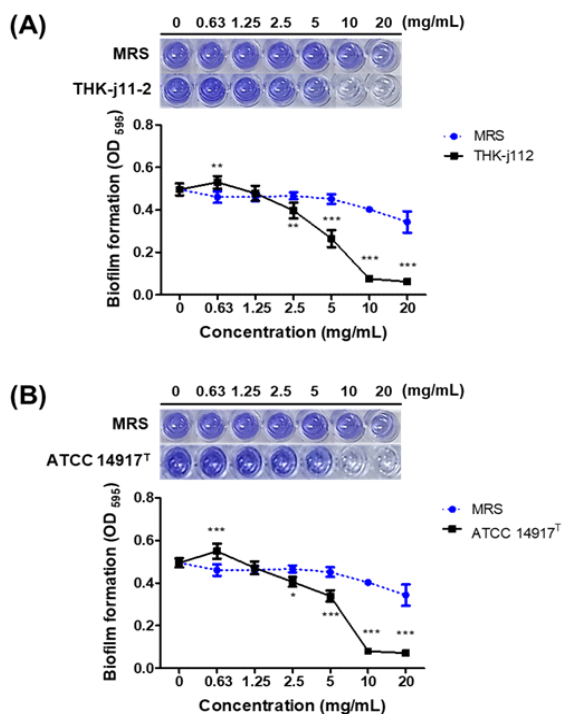 (A)
0 0.63 1.25 2.5 5 10 20 (mg/mL)
MRS
THK-j11-2
Biofilm formation (OD 595)
0.8
0.6
0.4
0.2
0.0
**
**
***
***
***
MRS
THK-j112
0 0.63 1.25 2.5 5 10 20
Concentration (mg/mL)
(B)
0 0.63 1.25 2.5 5 10 20 (mg/mL)
MRS
ATCC 14917ᵀ
Biofilm formation (OD 595)
0.8
0.6
0.4
0.2
0.0
***
*
***
***
***
MRS
ATCC 14917ᵀ
0 0.63 1.25 2.5 5 10 20
Concentration (mg/mL)